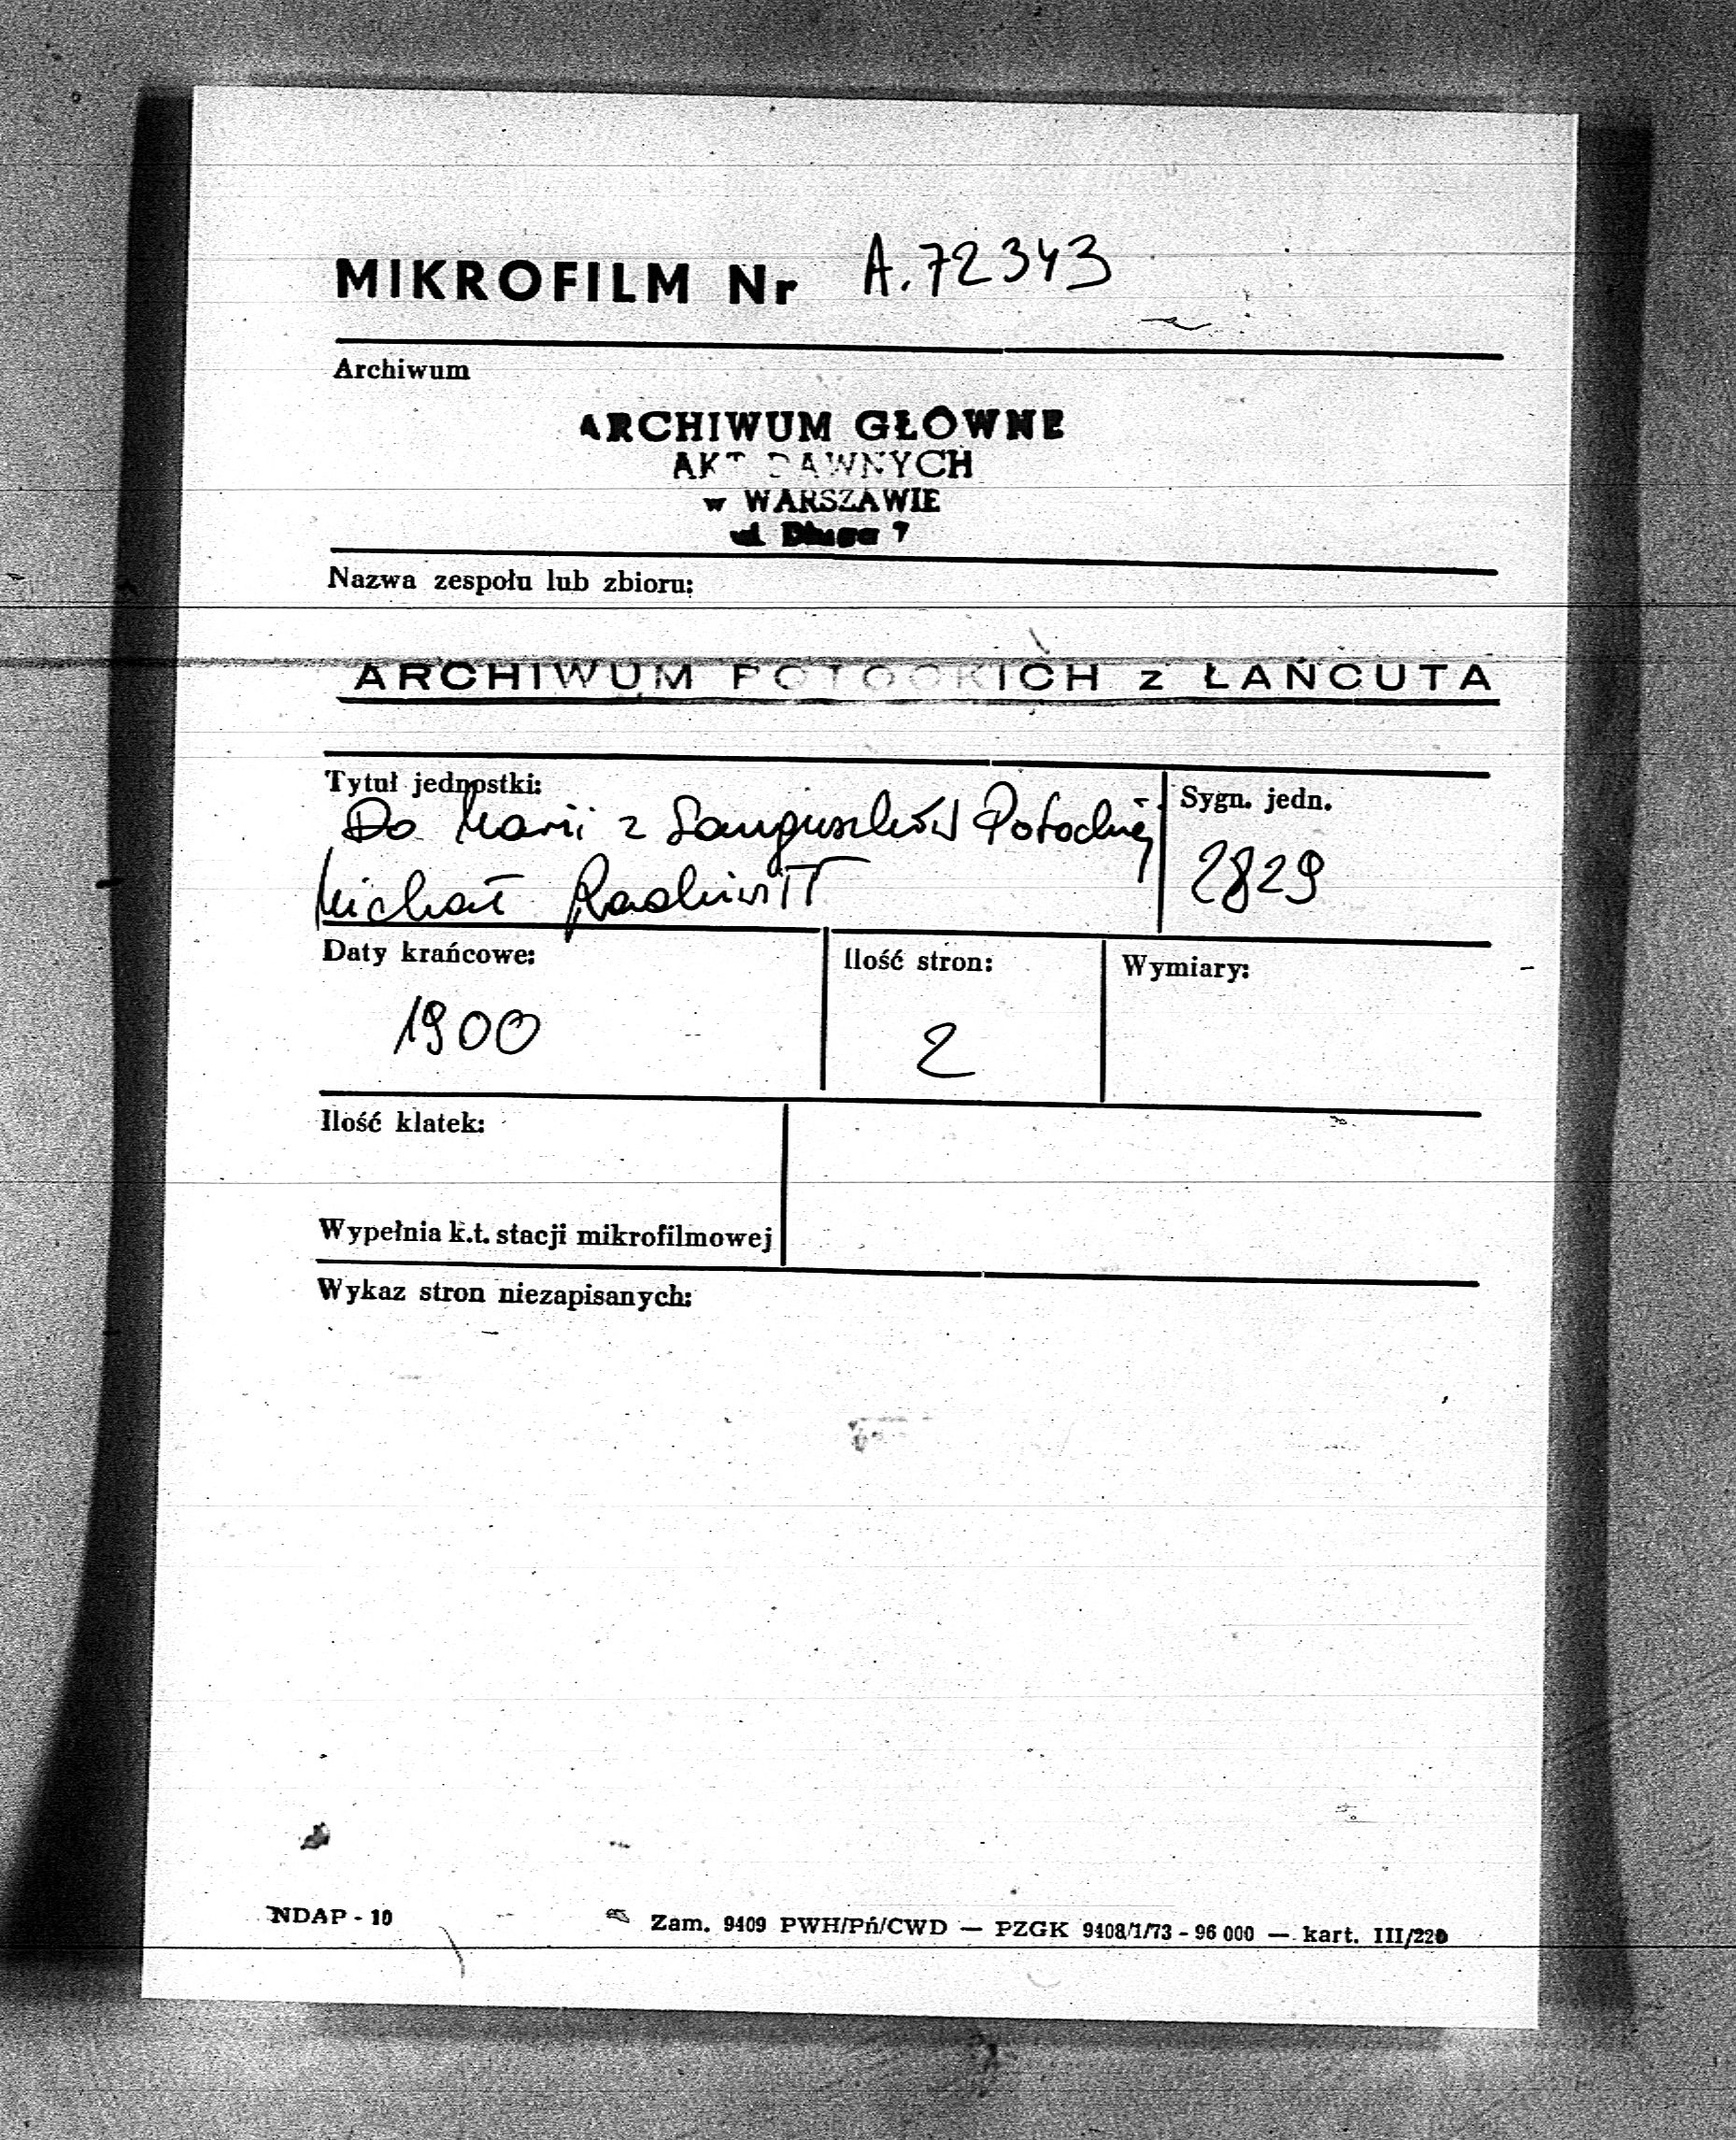 MIKROFILM Nr A.72343
Archiwum
ARCHIWUM GŁÓWNE
AKT DAWNYCH
w WARSZAWIE
ul. Długa 7
Nazwa zespołu lub zbioru:
ARCHIWUM POTOCKICH z ŁAŃCUTA
Tytuł jednostki:
Do Marii z Sanguszków Potockiej
Michał Radziwiłł
Sygn. jedn.
2829
Daty krańcowe:
1900
Ilość stron:
2
Wymiary:
Ilość klatek:
Wypełnia k.t. stacji mikrofilmowej
Wykaz stron niezapisanych:
NDAP - 10
Zam. 9409 PWH/Pń/CWD — PZGK 9408/1/73 - 96 000 — kart. III/220